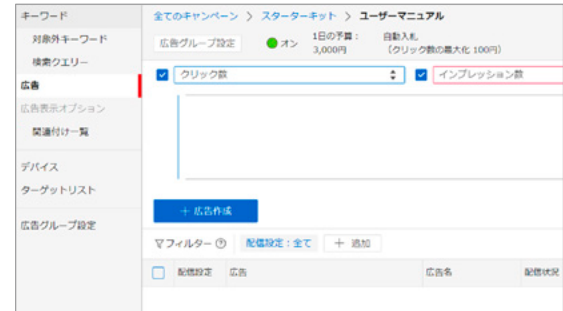 キーワード
対象外キーワード
検索クエリー
広告
広告表示オプション
関連付け一覧
デバイス
ターゲットリスト
広告グループ設定
全てのキャンペーン > スターターキット > ユーザーマニュアル
広告グループ設定
オン
1日の予算：
3,000円
自動入札
（クリック数の最大化 100円）
クリック数
インプレッション数
＋ 広告作成
フィルター ?
配信設定：全て
＋ 追加
配信設定 広告 広告名 配信状況